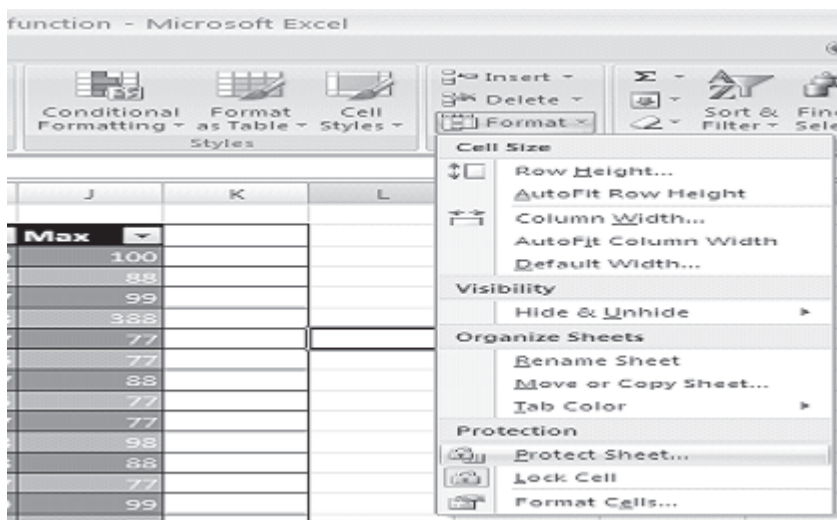 function - Microsoft Excel
Conditional Formatting
Format as Table
Cell Styles
Styles
Insert
Delete
Format
Σ
Sort & Filter
Cell Size
Row Height...
AutoFit Row Height
Column Width...
AutoFit Column Width
Default Width...
Visibility
Hide & Unhide
Organize Sheets
Rename Sheet
Move or Copy Sheet...
Tab Color
Protection
Protect Sheet...
Lock Cell
Format Cells...
J K L
Max
100
88
99
388
77
77
88
77
77
98
88
77
99